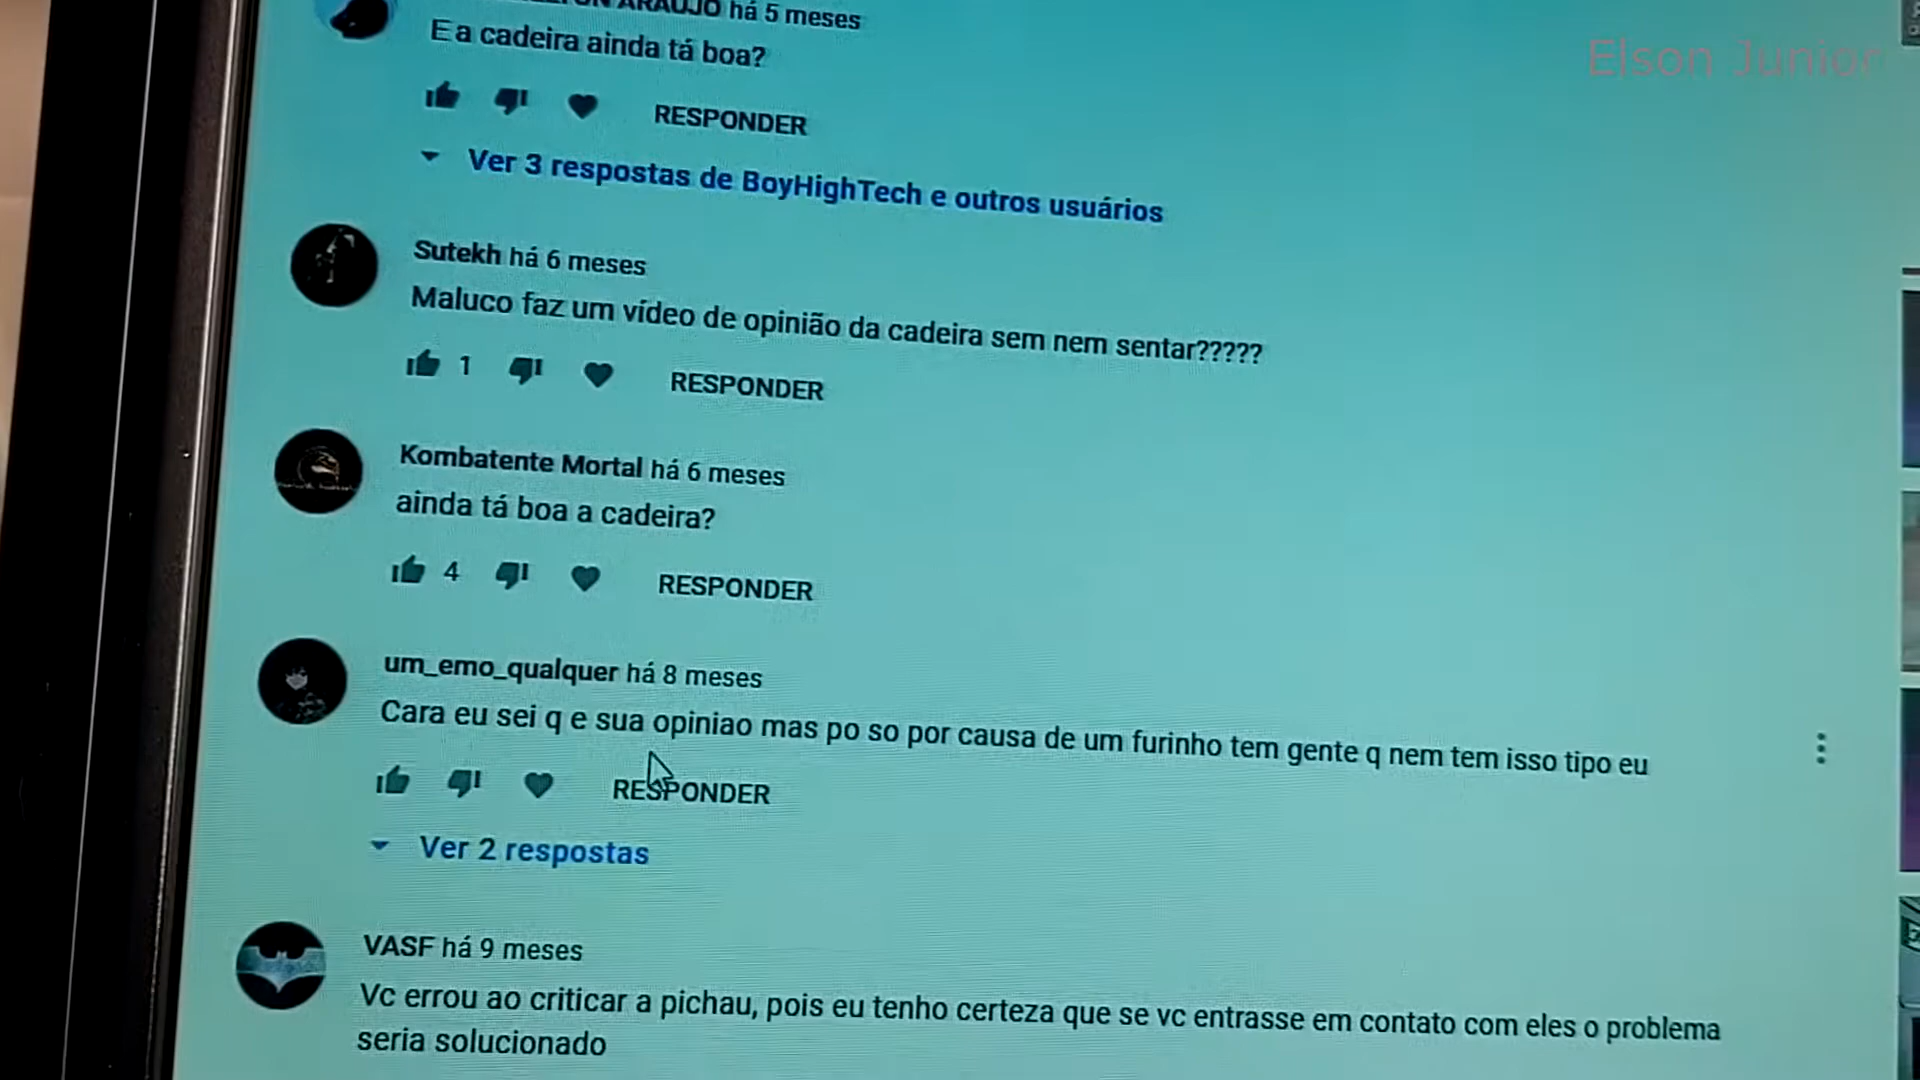 ARAUJO há 5 meses
Elson Junior
E a cadeira ainda tá boa?
RESPONDER
Ver 3 respostas de BoyHighTech e outros usuários
Sutekh há 6 meses
Maluco faz um vídeo de opinião da cadeira sem nem sentar?????
1 RESPONDER
Kombatente Mortal há 6 meses
ainda tá boa a cadeira?
4 RESPONDER
um_emo_qualquer há 8 meses
Cara eu sei q e sua opiniao mas po so por causa de um furinho tem gente q nem tem isso tipo eu
RESPONDER
Ver 2 respostas
VASF há 9 meses
Vc errou ao criticar a pichau, pois eu tenho certeza que se vc entrasse em contato com eles o problema
seria solucionado